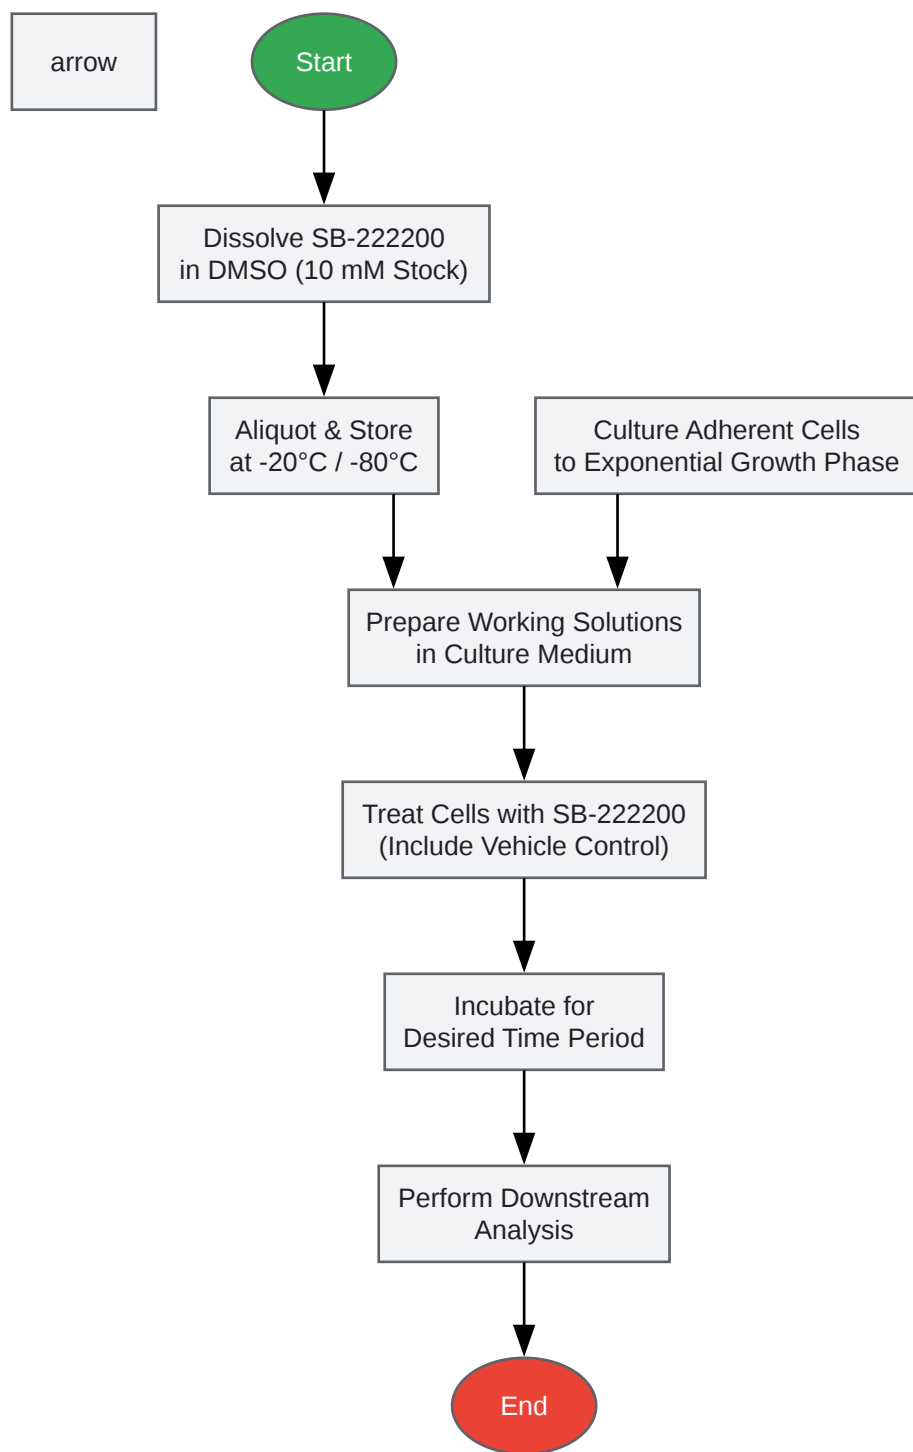 arrow
Start
Dissolve SB-222200
in DMSO (10 mM Stock)
Aliquot & Store
at -20°C / -80°C
Culture Adherent Cells
to Exponential Growth Phase
Prepare Working Solutions
in Culture Medium
Treat Cells with SB-222200
(Include Vehicle Control)
Incubate for
Desired Time Period
Perform Downstream
Analysis
End